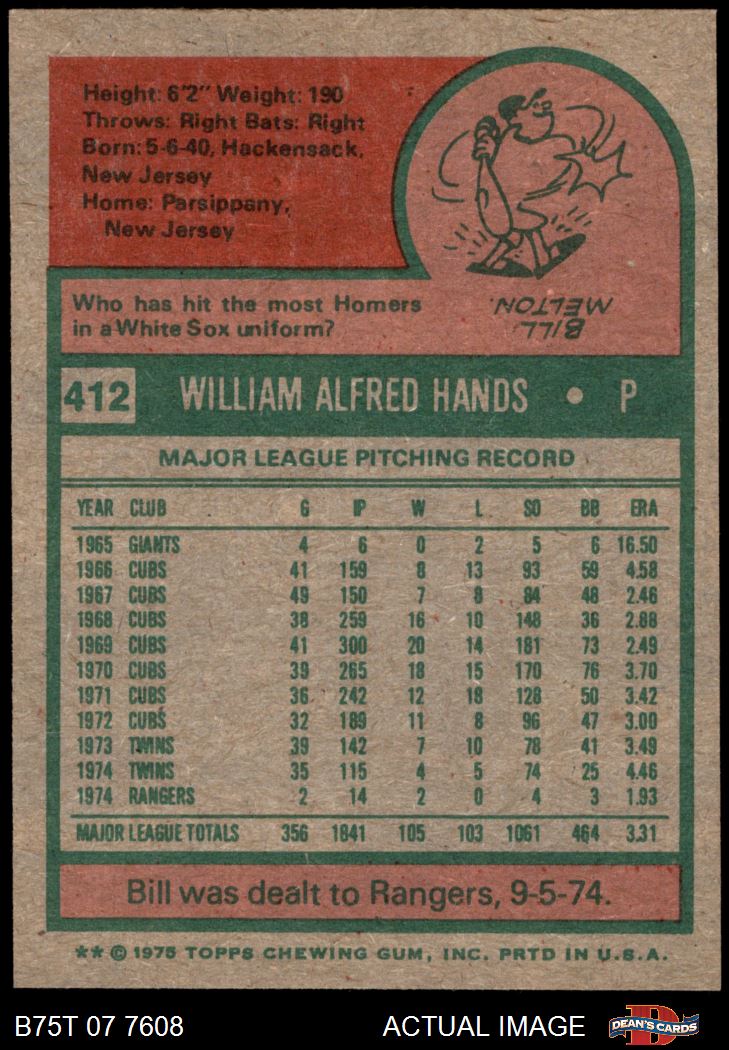 Height: 6'2" Weight: 190
Throws: Right Bats: Right
Born: 5-6-40, Hackensack,
New Jersey
Home: Parsippany,
New Jersey
Who has hit the most Homers
in a White Sox uniform?
BILL
MELTON.
412 WILLIAM ALFRED HANDS • P
MAJOR LEAGUE PITCHING RECORD
YEAR CLUB G IP W L SO BB ERA
1965 GIANTS 4 6 0 2 5 6 16.50
1966 CUBS 41 159 8 13 93 59 4.58
1967 CUBS 49 150 7 8 84 48 2.46
1968 CUBS 38 259 16 10 148 36 2.88
1969 CUBS 41 300 20 14 181 73 2.49
1970 CUBS 39 265 18 15 170 76 3.70
1971 CUBS 36 242 12 18 128 50 3.42
1972 CUBS 32 189 11 8 96 47 3.00
1973 TWINS 39 142 7 10 78 41 3.49
1974 TWINS 35 115 4 5 74 25 4.46
1974 RANGERS 2 14 2 0 4 3 1.93
MAJOR LEAGUE TOTALS 356 1841 105 103 1061 464 3.31
Bill was dealt to Rangers, 9-5-74.
** © 1975 TOPPS CHEWING GUM, INC. PRTD IN U.S.A.
B75T 07 7608 ACTUAL IMAGE DEAN'S CARDS